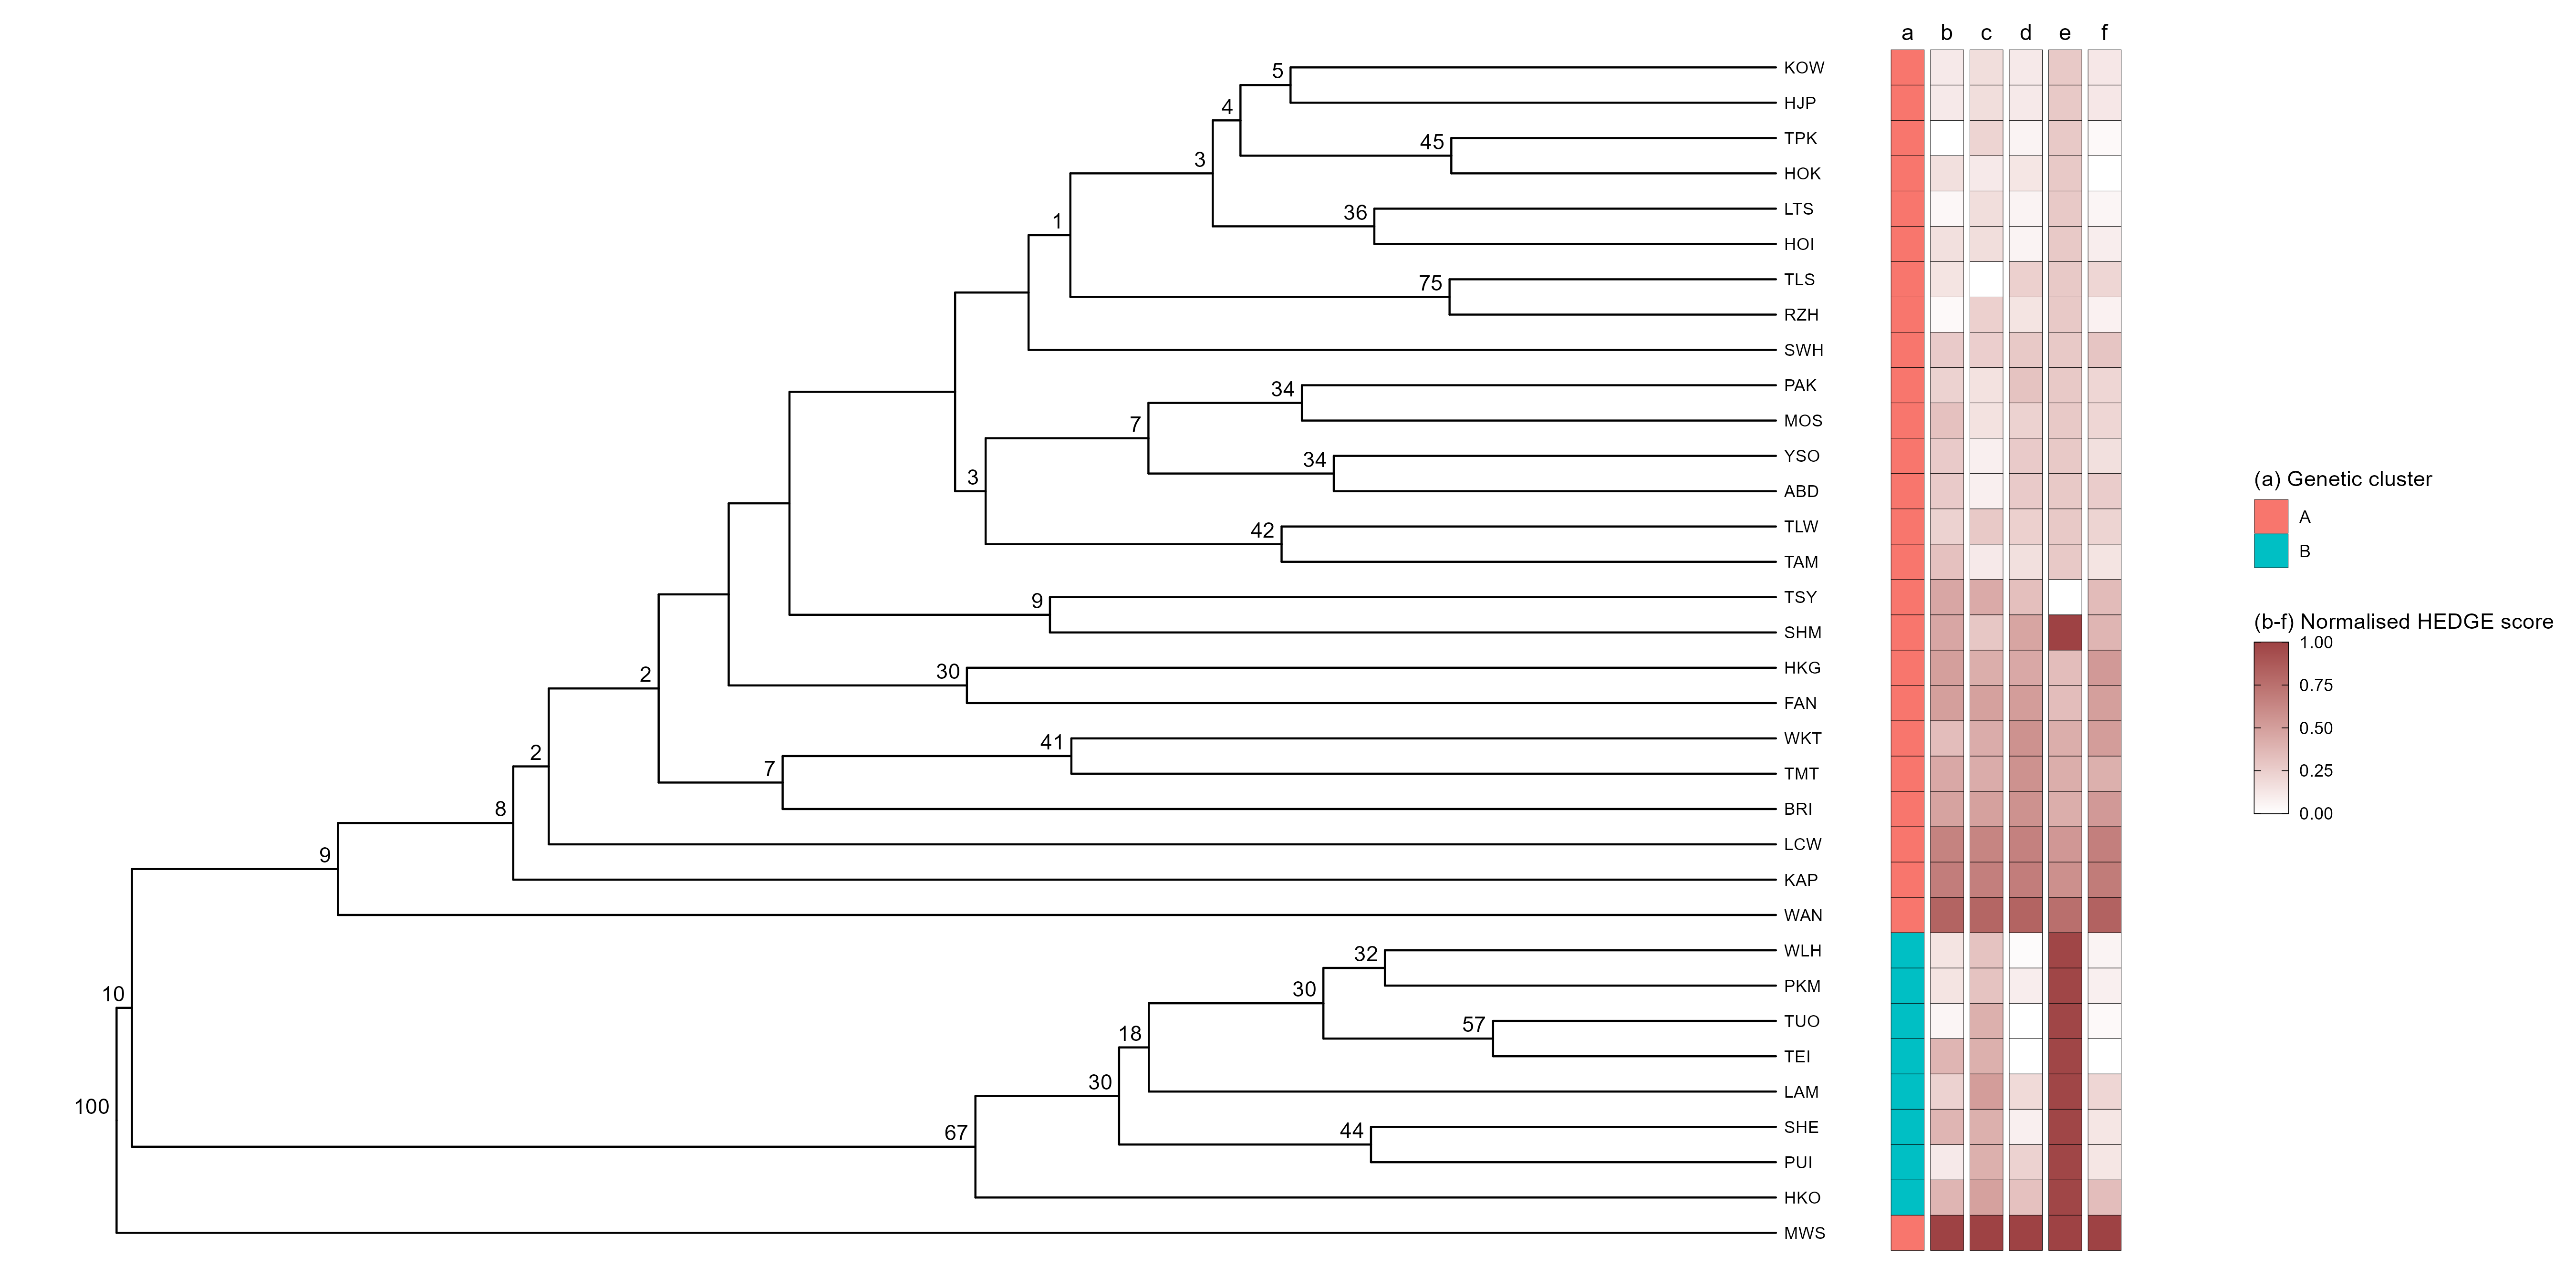 a b c d e f
5 KOW
HJP
4
45 TPK
HOK
3
36 LTS
HOI
1
75 TLS
RZH
SWH
34 PAK
MOS
7
34 YSO
ABD
3
42 TLW
TAM
9 TSY
SHM
2
30 HKG
FAN
41 WKT
TMT
7
BRI
2
LCW
8
KAP
9
WAN
32 WLH
PKM
30
57 TUO
TEI
18
LAM
30
44 SHE
PUI
67
HKO
10
100
MWS
(a) Genetic cluster
A
B
(b-f) Normalised HEDGE score
1.00
0.75
0.50
0.25
0.00